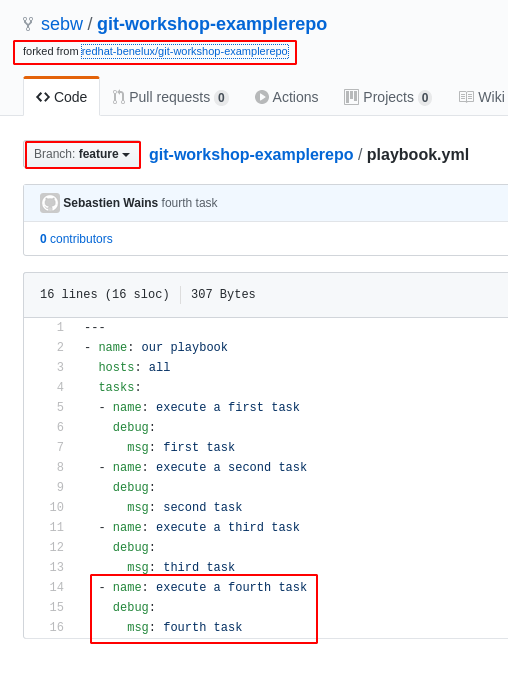 sebw / git-workshop-examplerepo
forked from redhat-benelux/git-workshop-examplerepo
Code Pull requests 0 Actions Projects 0 Wiki
Branch: feature git-workshop-examplerepo / playbook.yml
Sebastien Wains fourth task
0 contributors
16 lines (16 sloc) 307 Bytes
1 ---
2 - name: our playbook
3 hosts: all
4 tasks:
5 - name: execute a first task
6 debug:
7 msg: first task
8 - name: execute a second task
9 debug:
10 msg: second task
11 - name: execute a third task
12 debug:
13 msg: third task
14 - name: execute a fourth task
15 debug:
16 msg: fourth task